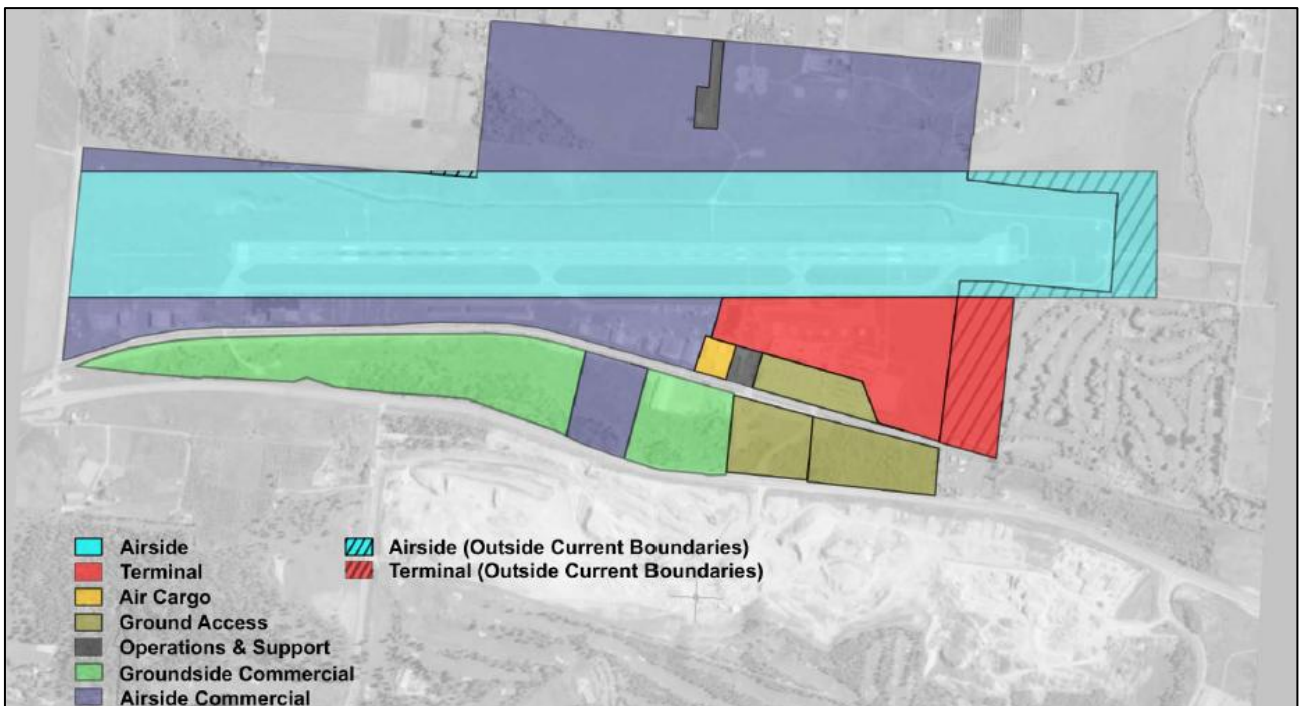 Airside
Terminal
Air Cargo
Ground Access
Operations & Support
Groundside Commercial
Airside Commercial
Airside (Outside Current Boundaries)
Terminal (Outside Current Boundaries)